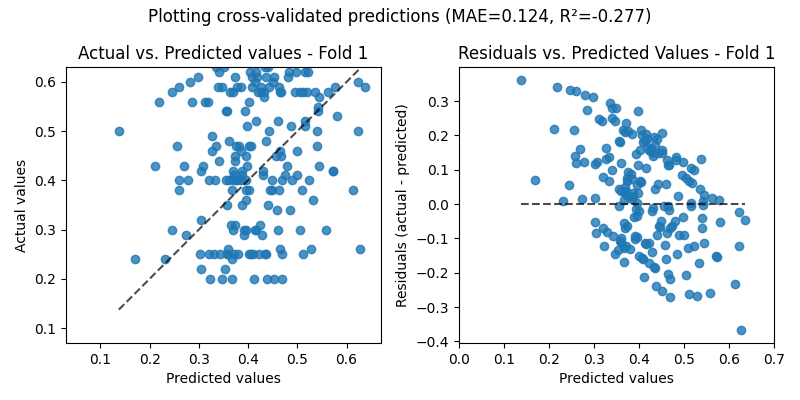 Plotting cross-validated predictions (MAE=0.124, R²=-0.277)
Actual vs. Predicted values - Fold 1
Actual values
0.6
0.5
0.4
0.3
0.2
0.1
0.1 0.2 0.3 0.4 0.5 0.6
Predicted values
Residuals vs. Predicted Values - Fold 1
Residuals (actual - predicted)
0.3
0.2
0.1
0.0
−0.1
−0.2
−0.3
−0.4
0.0 0.1 0.2 0.3 0.4 0.5 0.6 0.7
Predicted values